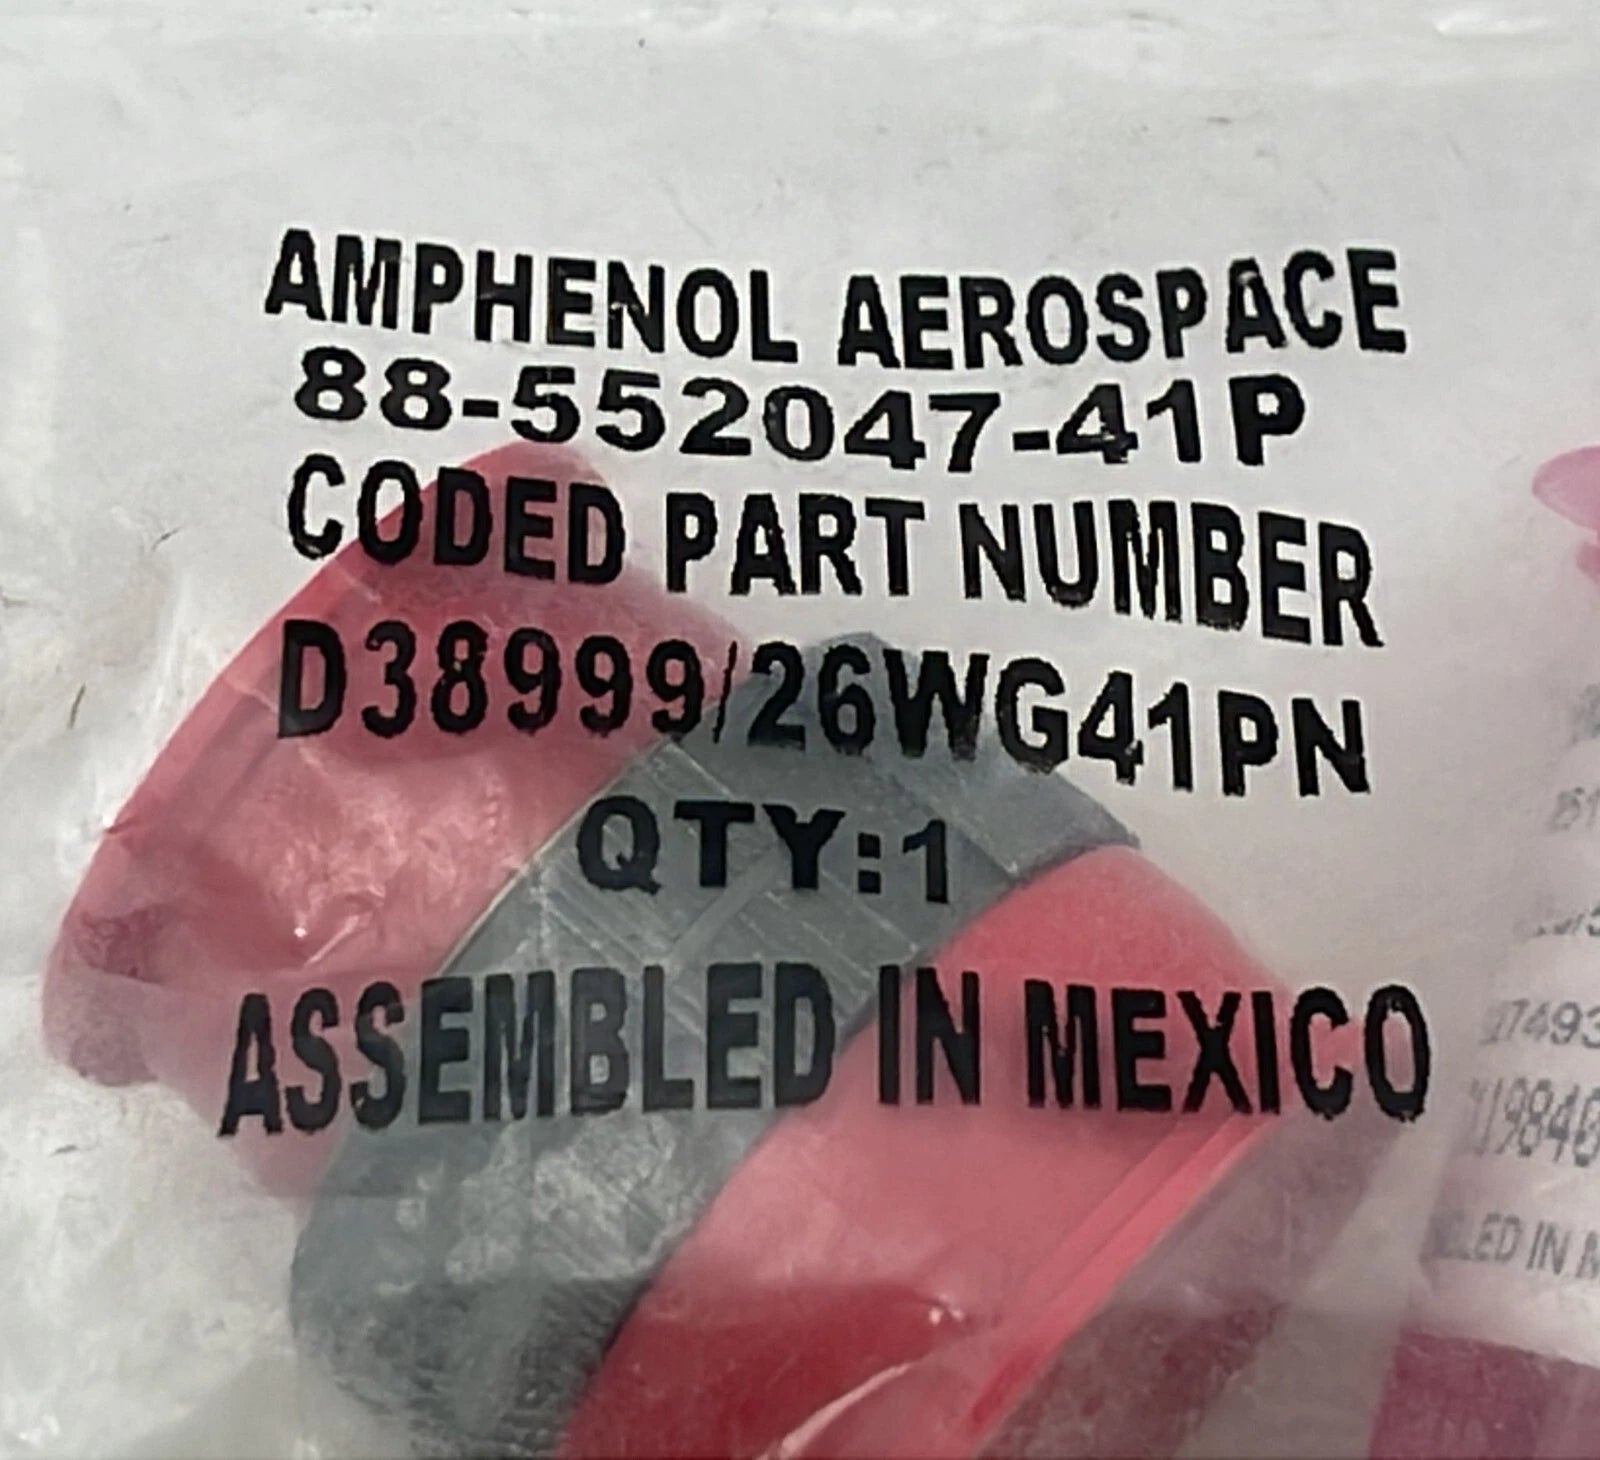 AMPHENOL AEROSPACE
88-552047-41P
CODED PART NUMBER
D38999/26WG41PN
QTY:1
ASSEMBLED IN MEXICO